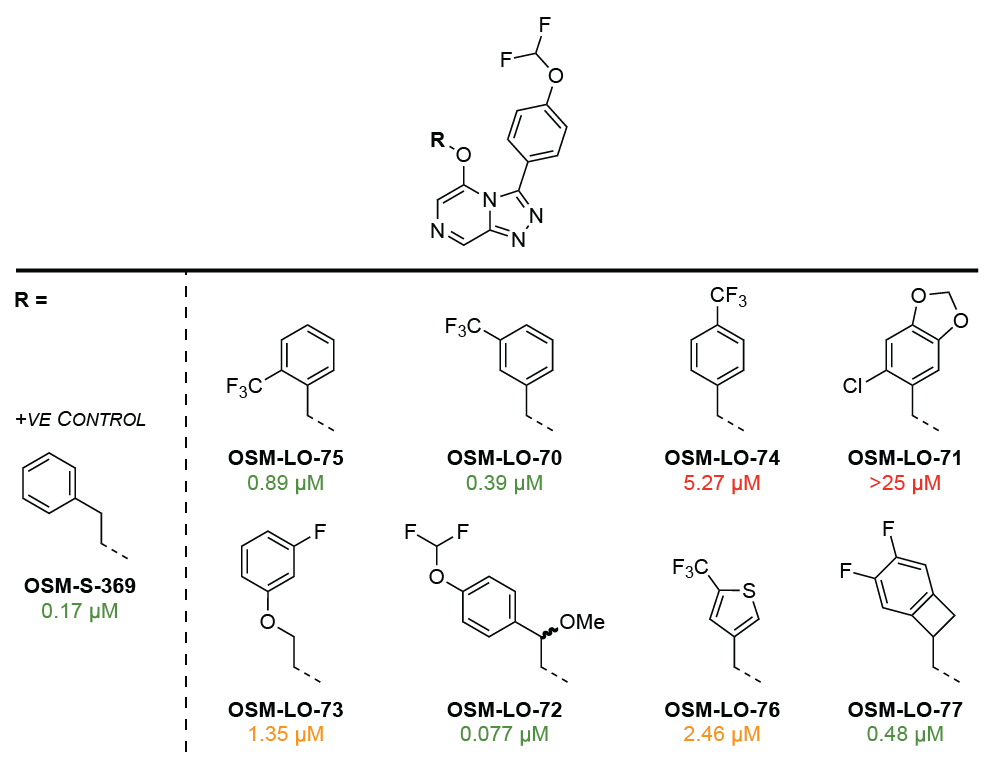 F
F
O
R
O
N
N
N
N
R =
+VE CONTROL
OSM-S-369
0.17 µM
F₃C
OSM-LO-75
0.89 µM
F₃C
OSM-LO-70
0.39 µM
CF₃
OSM-LO-74
5.27 µM
O
O
Cl
OSM-LO-71
>25 µM
F
O
OSM-LO-73
1.35 µM
F F
O
OMe
OSM-LO-72
0.077 µM
F₃C
S
OSM-LO-76
2.46 µM
F
F
OSM-LO-77
0.48 µM